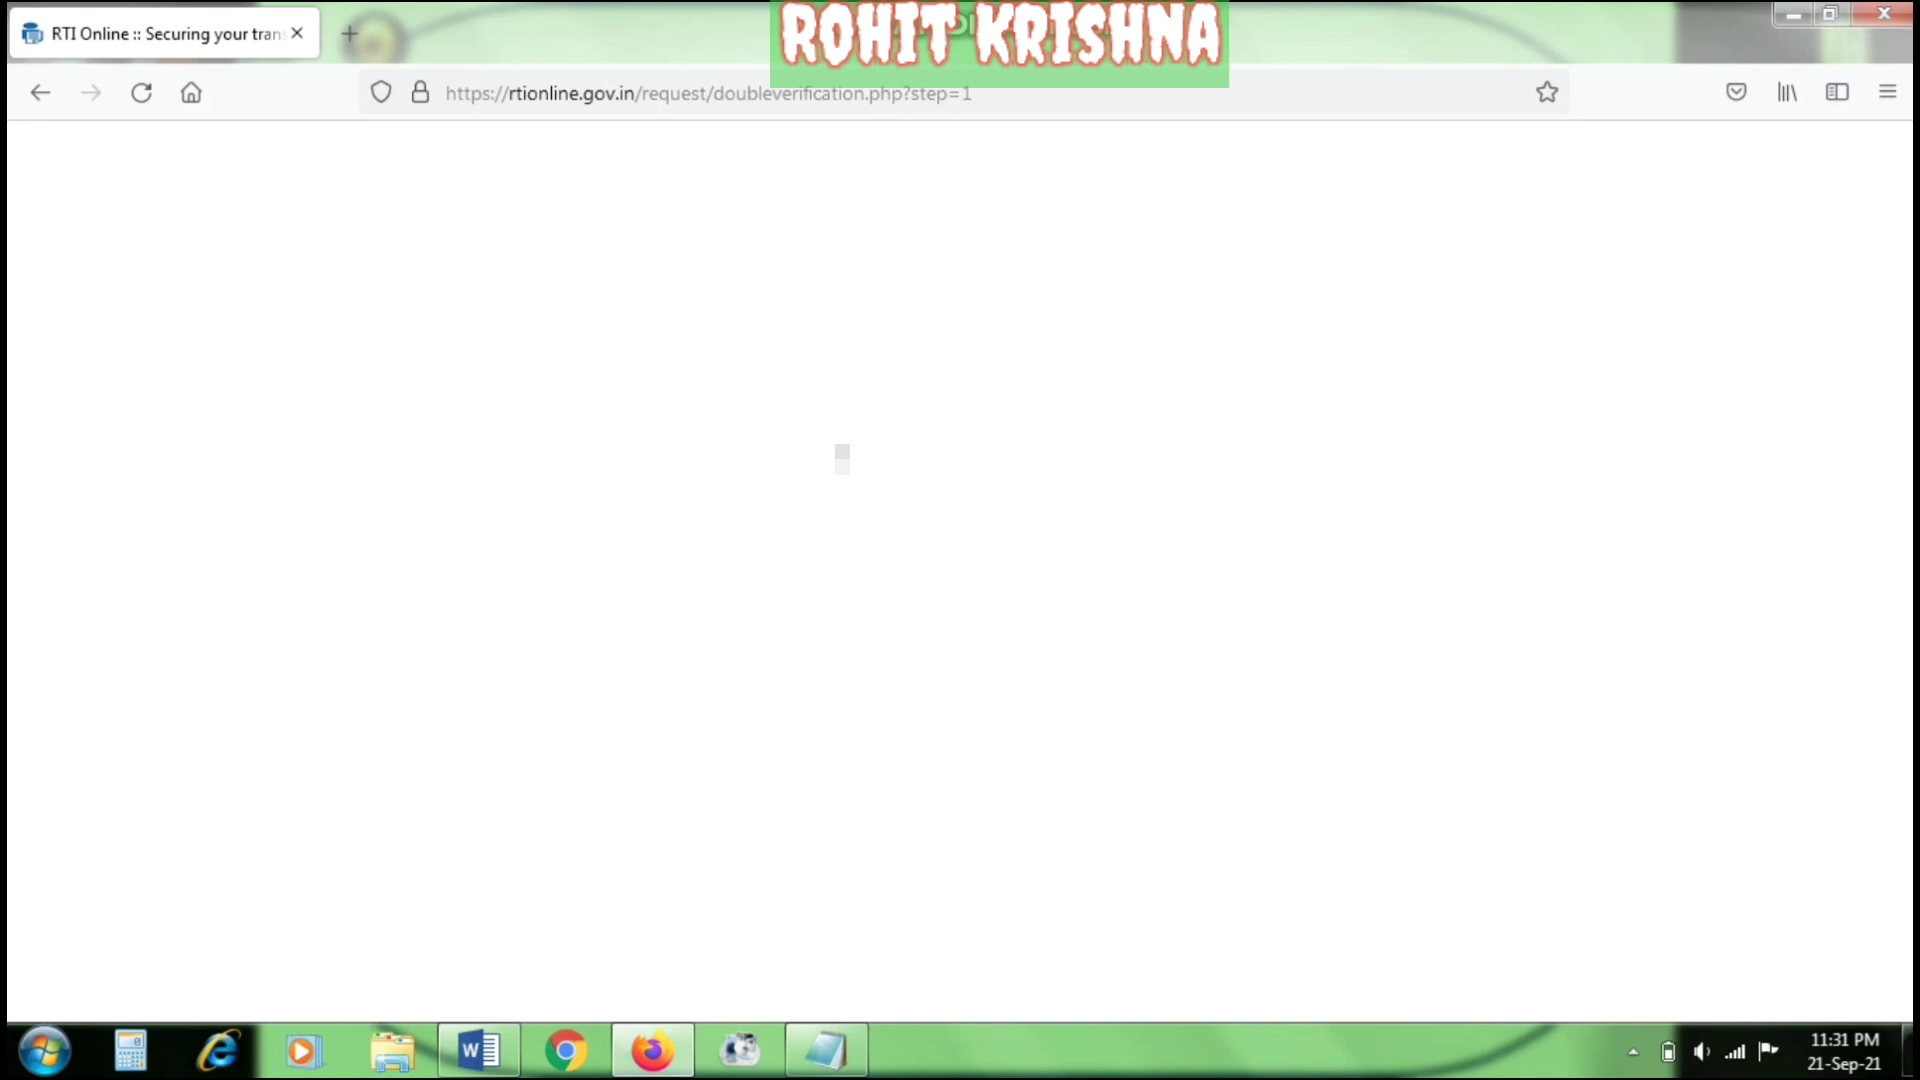 ROHIT KRISHNA
RTI Online :: Securing your tran
https://rtionline.gov.in/request/doubleverification.php?step=1
11:31 PM
21-Sep-21